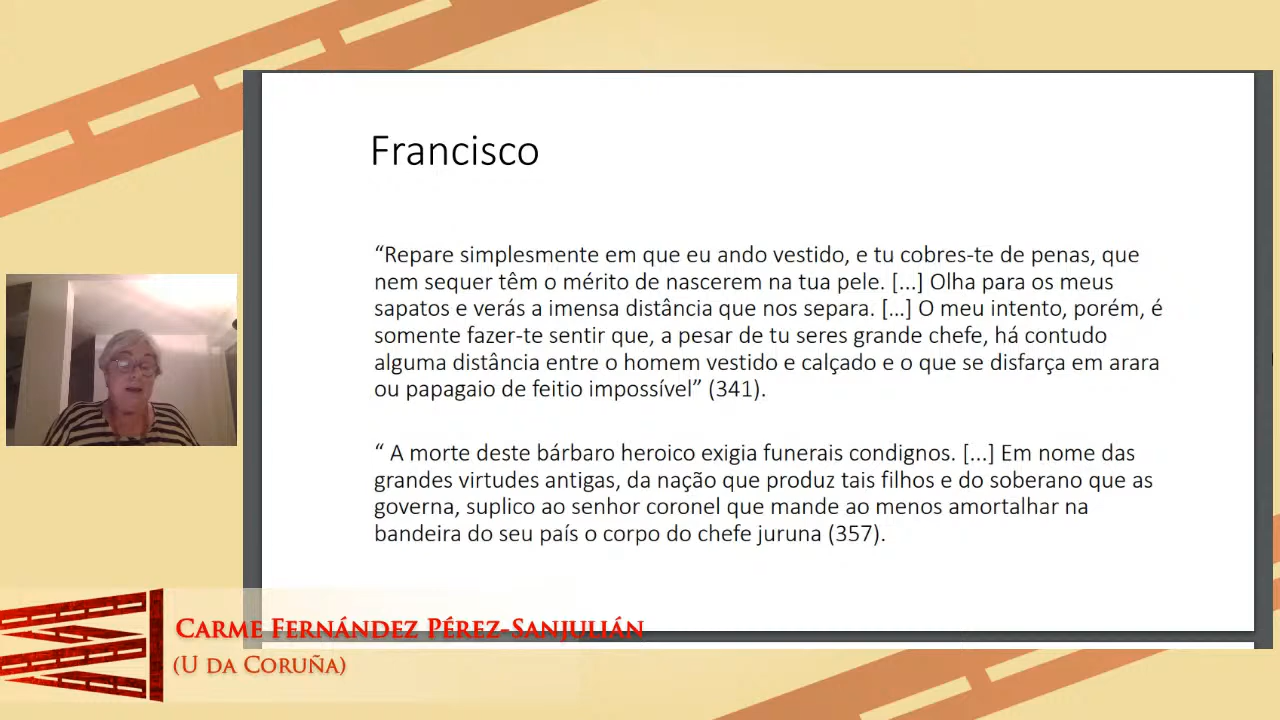 Francisco
“Repare simplesmente em que eu ando vestido, e tu cobres-te de penas, que
nem sequer têm o mérito de nascerem na tua pele. [...] Olha para os meus
sapatos e verás a imensa distância que nos separa. [...] O meu intento, porém, é
somente fazer-te sentir que, a pesar de tu seres grande chefe, há contudo
alguma distância entre o homem vestido e calçado e o que se disfarça em arara
ou papagaio de feitio impossível” (341).
“ A morte deste bárbaro heroico exigia funerais condignos. [...] Em nome das
grandes virtudes antigas, da nação que produz tais filhos e do soberano que as
governa, suplico ao senhor coronel que mande ao menos amortalhar na
bandeira do seu país o corpo do chefe juruna (357).
Carme Fernández Pérez-Sanjulián
(U da Coruña)